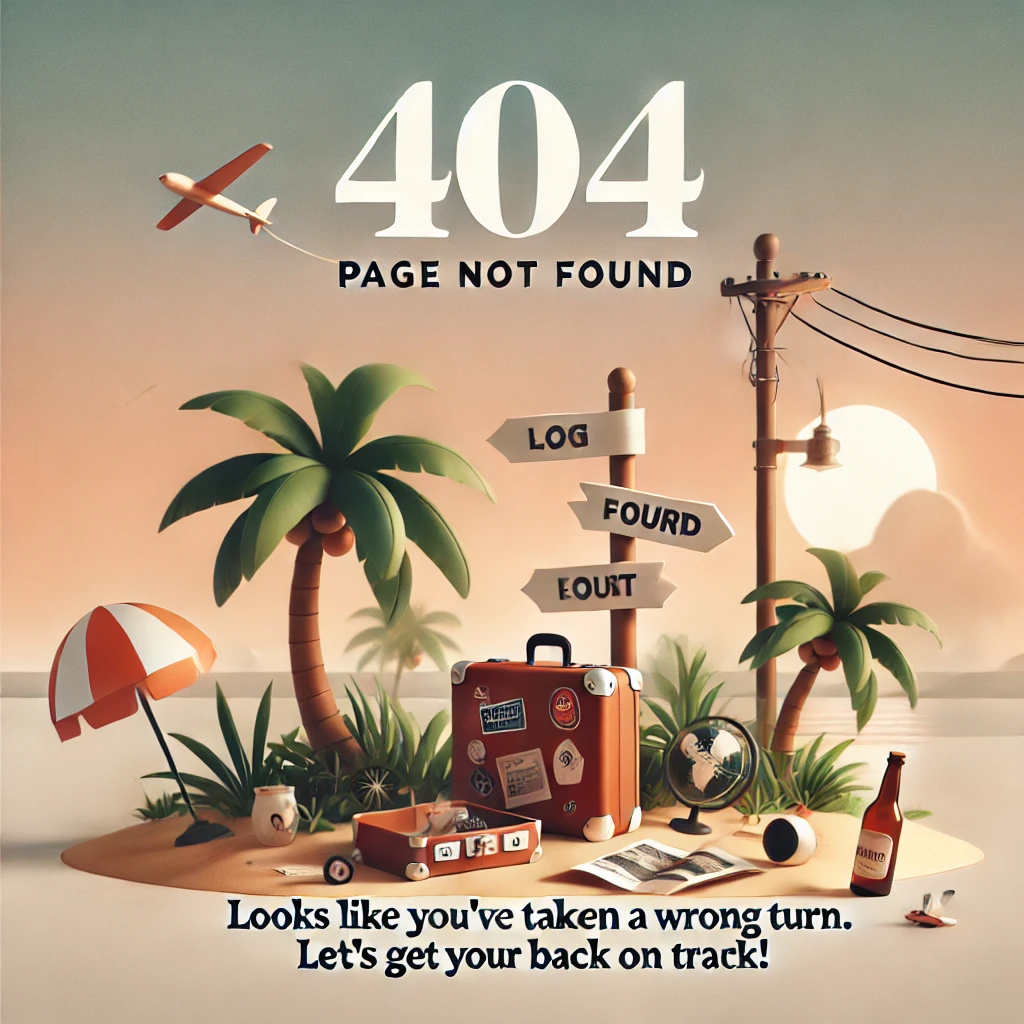 404
PAGE NOT FOUND
LOG
FOURD
EOURT
Looks like you've taken a wrong turn.
Let's get your back on track!